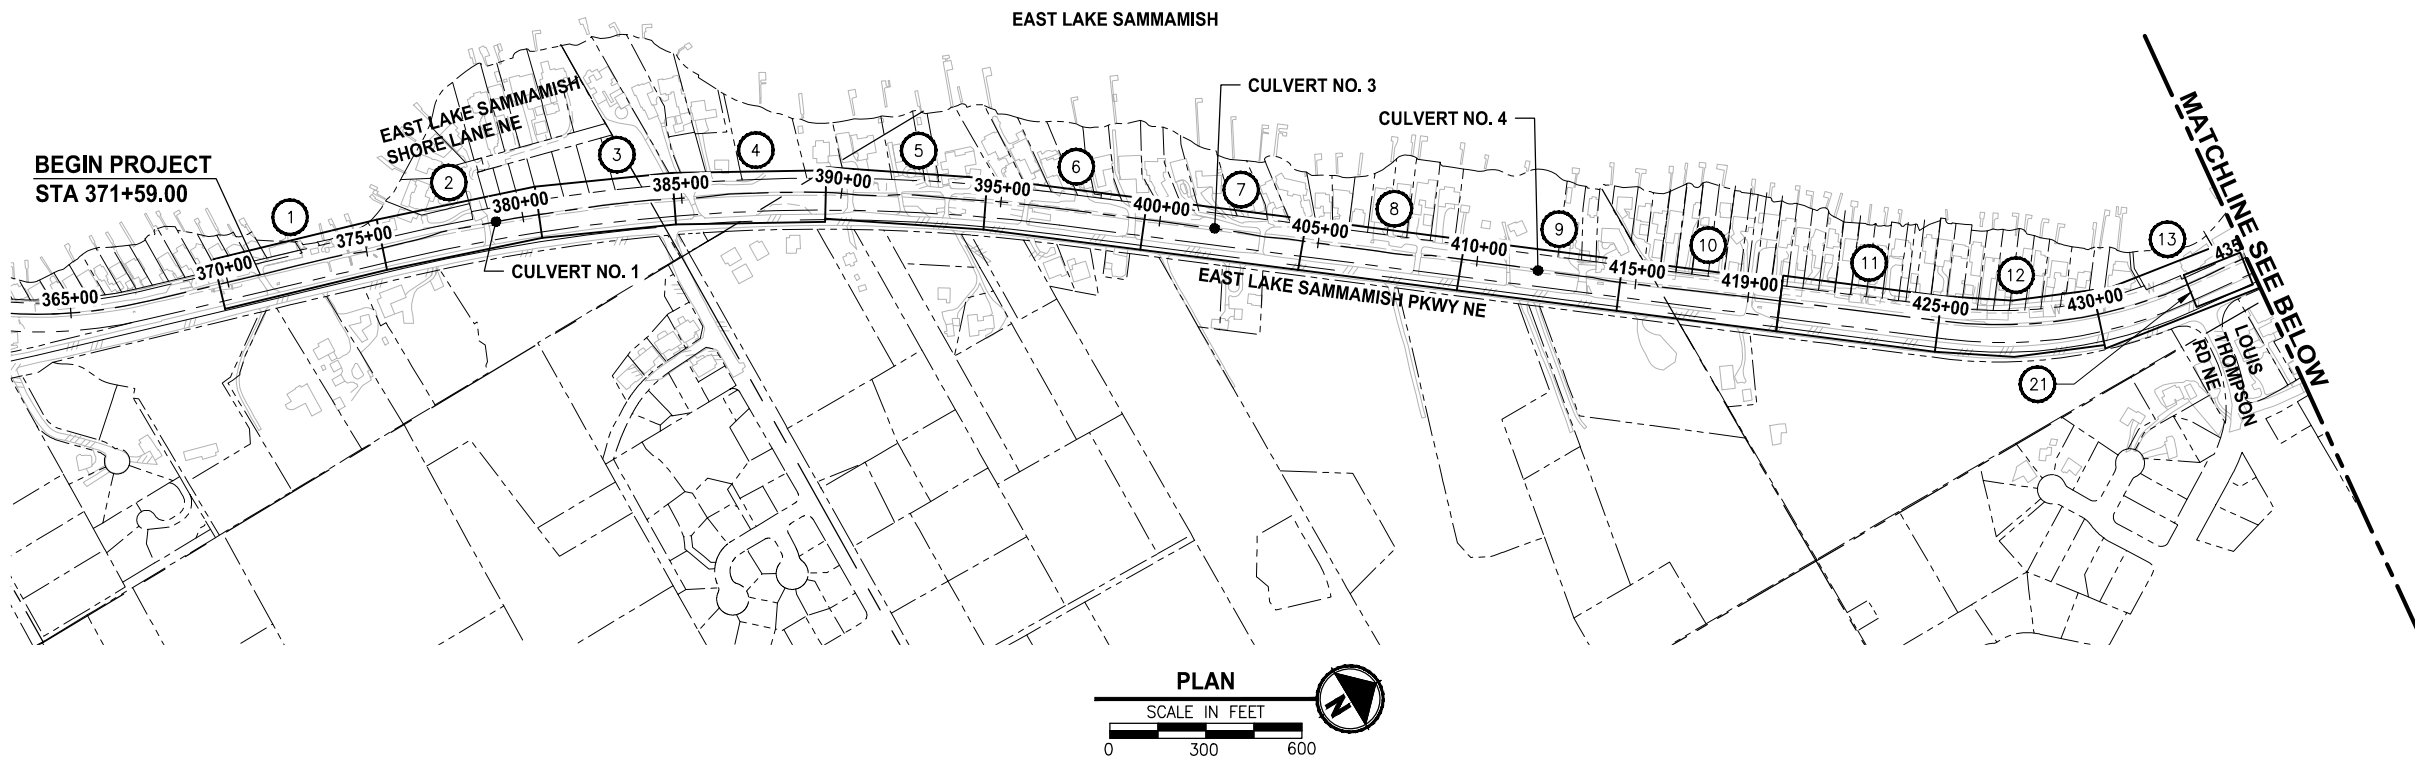 EAST LAKE SAMMAMISH
BEGIN PROJECT
STA 371+59.00
EAST LAKE SAMMAMISH
SHORE LANE NE
CULVERT NO. 3
CULVERT NO. 4
MATCHLINE SEE BELOW
1
2
3
4
5
6
7
8
9
10
11
12
13
365+00
370+00
375+00
380+00
385+00
390+00
395+00
400+00
405+00
410+00
415+00
419+00
425+00
430+00
435
CULVERT NO. 1
EAST LAKE SAMMAMISH PKWY NE
21
LOUIS
THOMPSON
RD NE
PLAN
SCALE IN FEET
0 300 600
N